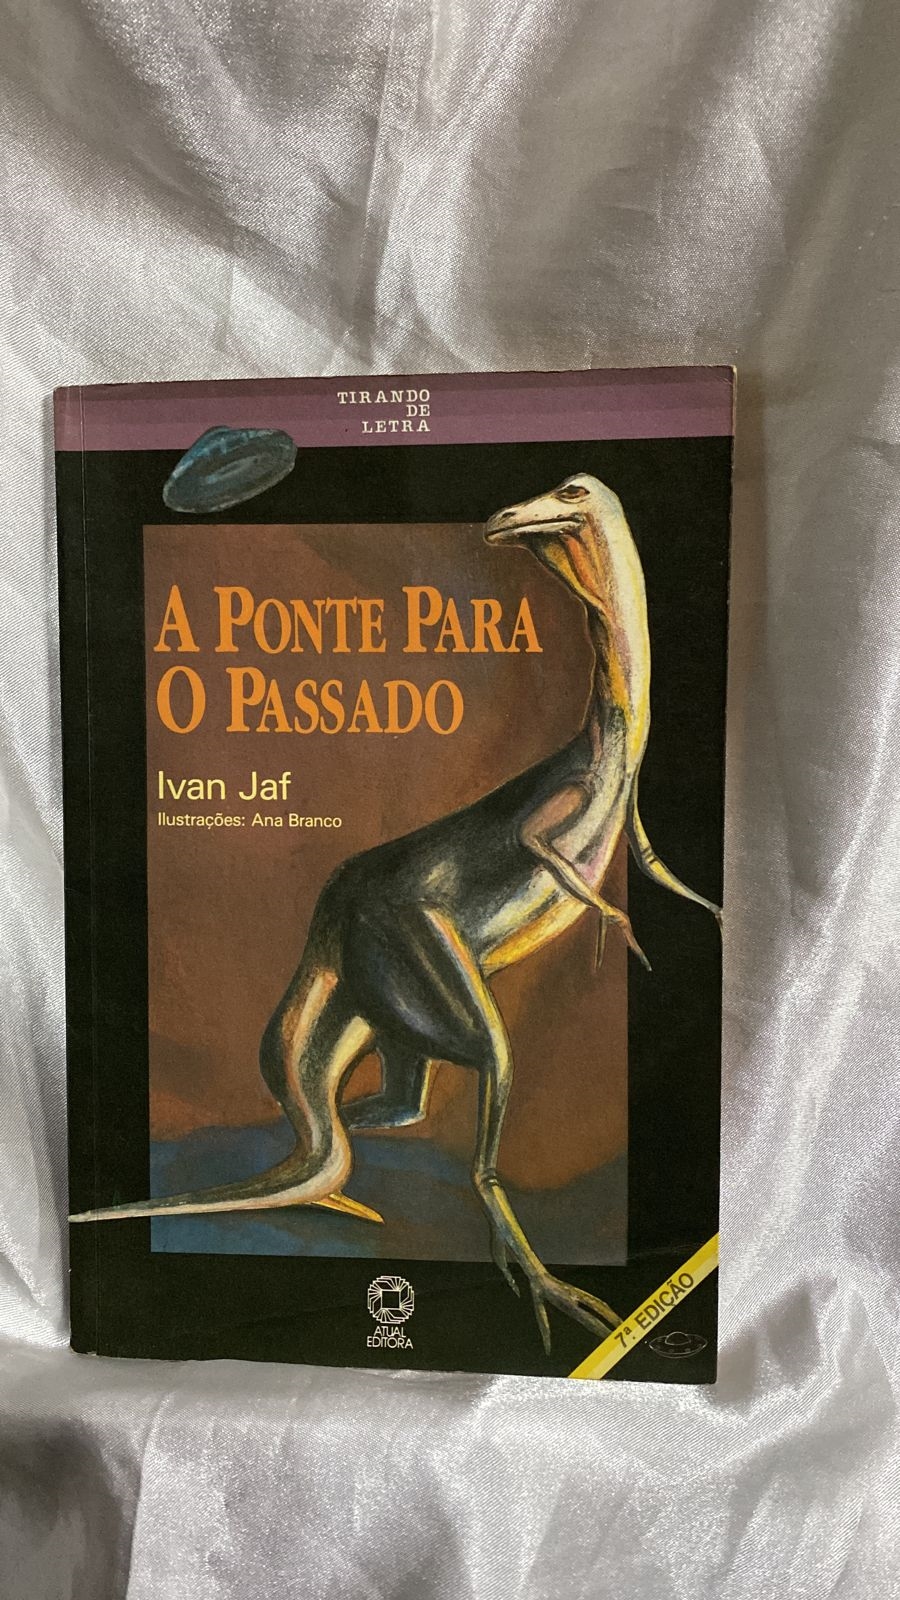 TIRANDO
DE
LETRA
A PONTE PARA
O PASSADO
Ivan Jaf
Ilustrações: Ana Branco
ATUAL
EDITORA
7ª. EDIÇÃO